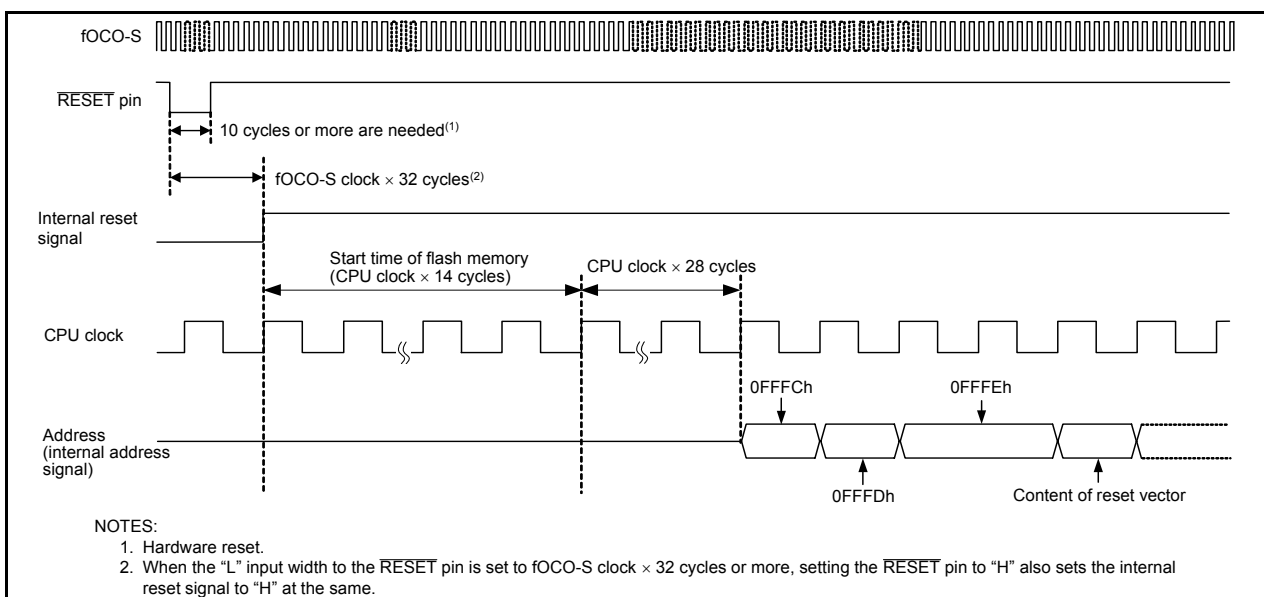 fOCO-S
RESET pin
10 cycles or more are needed(1)
fOCO-S clock × 32 cycles(2)
Internal reset
signal
Start time of flash memory
(CPU clock × 14 cycles)
CPU clock × 28 cycles
CPU clock
0FFFCh
0FFFEh
Address
(internal address
signal)
0FFFDh
Content of reset vector
NOTES:
1. Hardware reset.
2. When the “L” input width to the RESET pin is set to fOCO-S clock × 32 cycles or more, setting the RESET pin to “H” also sets the internal
reset signal to “H” at the same.